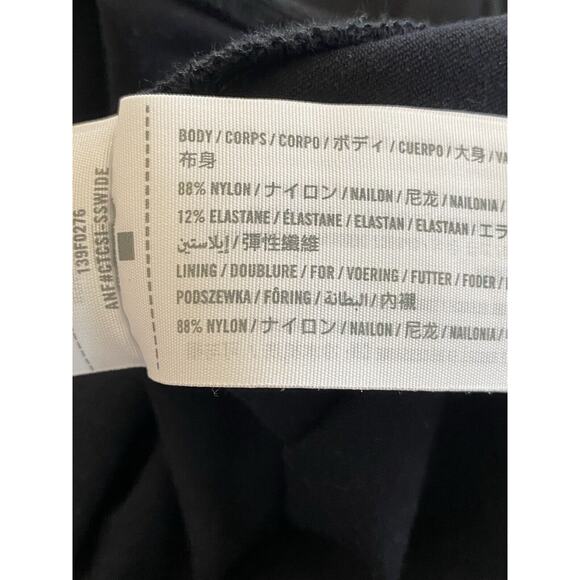 BODY / CORPS / CORPO / ボディ / CUERPO / 大身 / VA
布身
88% NYLON / ナイロン / NAILON / 尼龙 / NAILONIA /
12% ELASTANE / ÉLASTANE / ELASTAN / ELASTAAN / エラ
إيلاستين / 彈性纖維
LINING / DOUBLURE / FOR / VOERING / FUTTER / FODER /
PODSZEWKA / FÔRING / البطانة / 內襯
88% NYLON / ナイロン / NAILON / 尼龙 / NAILONIA /
139F0276
ANF#CTCSI-SSWIDE